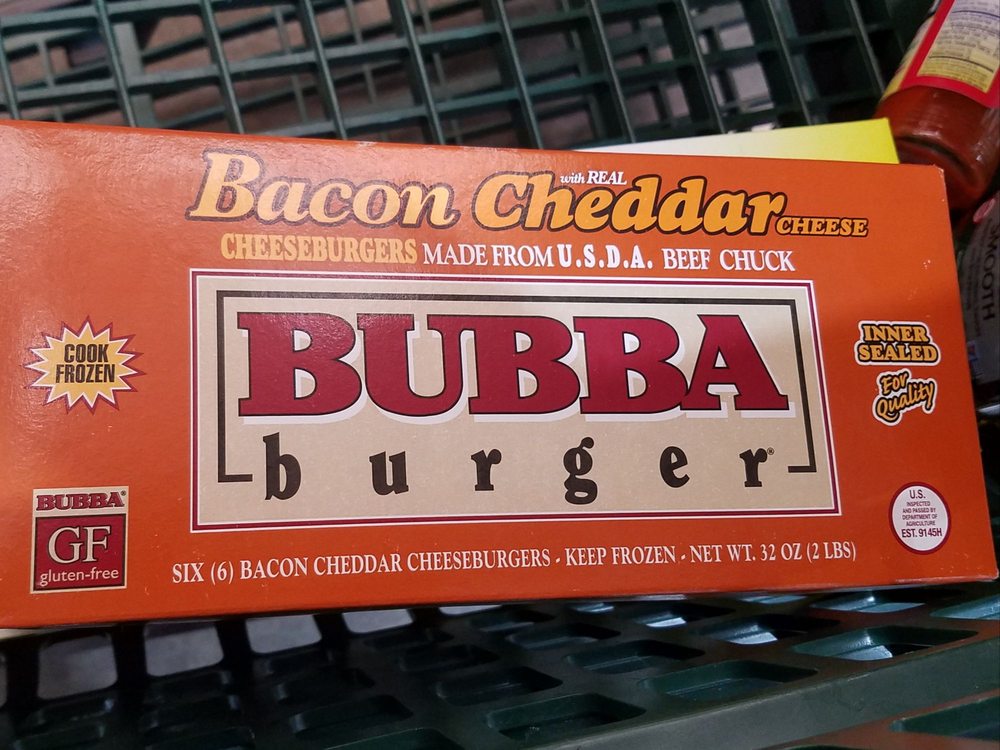 Bacon with REAL Cheddar CHEESE
CHEESEBURGERS MADE FROM U.S.D.A. BEEF CHUCK
COOK
FROZEN
BUBBA
burger®
INNER
SEALED
For
Quality
BUBBA®
GF
gluten-free
U.S.
INSPECTED
AND PASSED BY
DEPARTMENT OF
AGRICULTURE
EST. 9145H
SIX (6) BACON CHEDDAR CHEESEBURGERS - KEEP FROZEN - NET WT. 32 OZ (2 LBS)
MOOTH